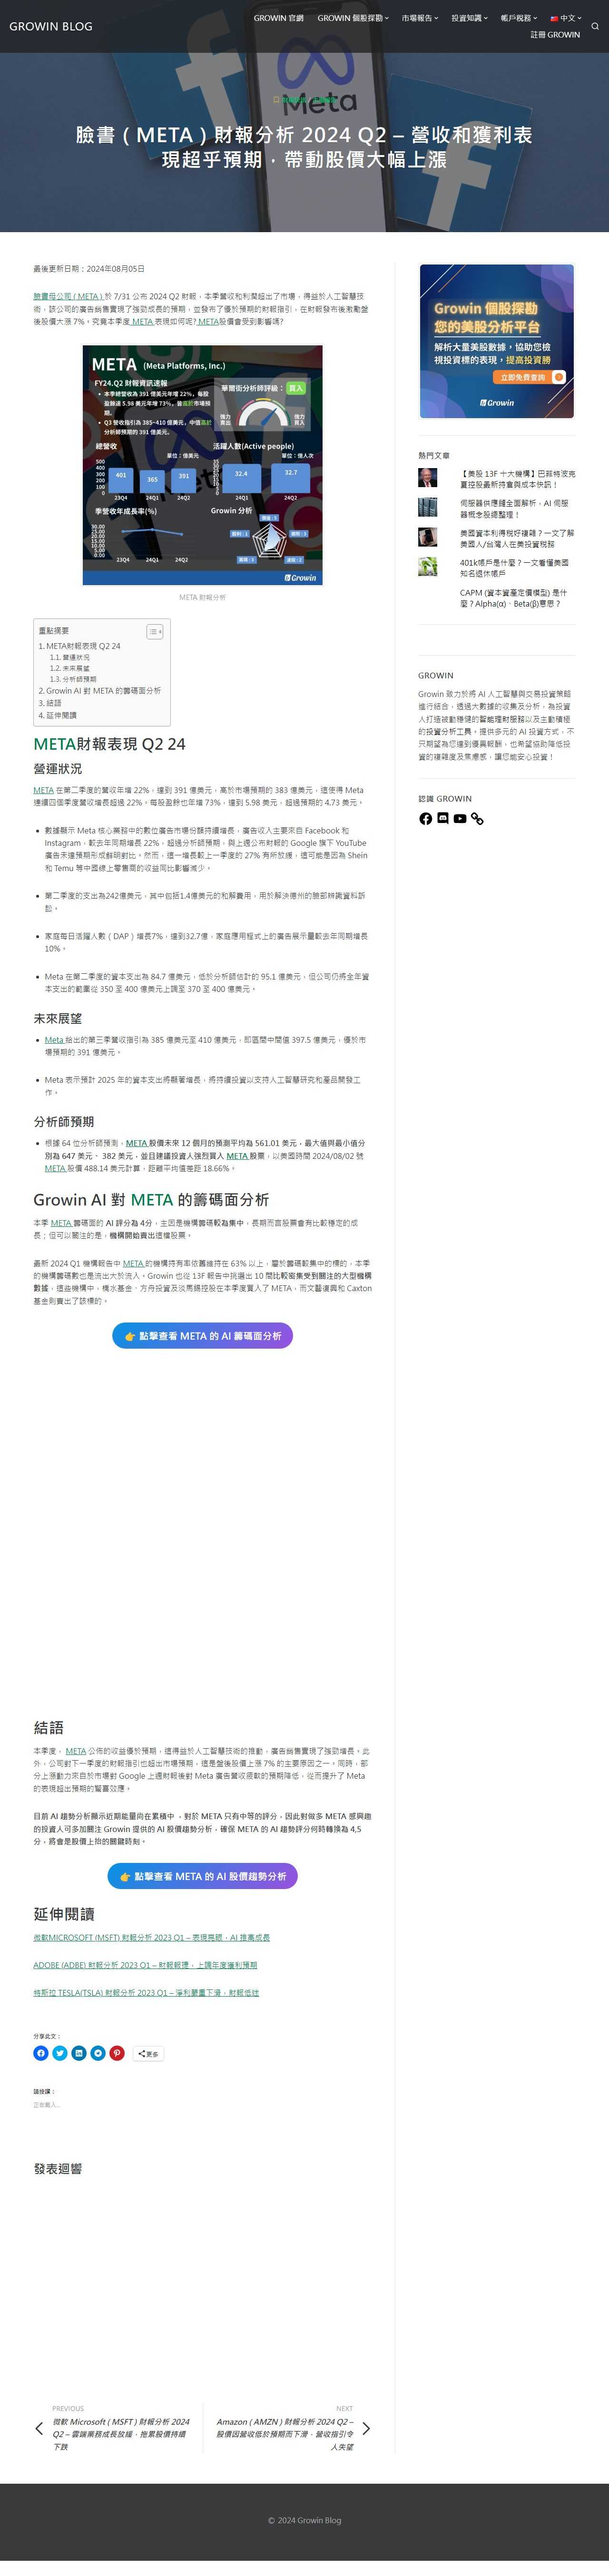 GROWIN BLOG
GROWIN 官網
GROWIN 個股探勘
市場報告
投資知識
帳戶稅務
中文
註冊 GROWIN
臉書 ( META ) 財報分析 2024 Q2 – 營收和獲利表
現超乎預期，帶動股價大幅上漲
最後更新日期：2024年08月05日
臉書母公司 ( META ) 於 7/31 公布 2024 Q2 財報，本季營收和利潤超出了市場，得益於人工智慧技
術，該公司的廣告銷售實現了強勁成長的預期，並發布了優於預期的財報指引，在財報發布後激勵盤
後股價大漲 7%。究竟本季度 META 表現如何呢? META股價會受到影響嗎?
META (Meta Platforms, Inc.)
FY24.Q2 財報資訊速報
本季總營收為 391 億美元年增 22%，每股
盈餘達 5.98 美元年增 73%，皆高於市場預
期。
Q3 營收指引為 385~410 億美元，中值高於
分析師預期的 391 億美元。
華爾街分析師評級： 買入
強力
賣出
強力
買入
總營收
單位：億美元
401
365
391
23Q4
24Q1
24Q2
活躍人數(Active people)
單位：億人次
32.4
32.7
24Q1
24Q2
季營收年成長率(%)
30.00
25.00
20.00
15.00
10.00
5.00
0.00
23Q4
24Q1
24Q2
Growin 分析
Growin
META 財報分析
重點摘要
1. META財報表現 Q2 24
1.1. 營運狀況
1.2. 未來展望
1.3. 分析師預期
2. Growin AI 對 META 的籌碼面分析
3. 結語
4. 延伸閱讀
META財報表現 Q2 24
營運狀況
META 在第二季度的營收年增 22%，達到 391 億美元，高於市場預期的 383 億美元，這使得 Meta
連續四個季度營收增長超過 22%。每股盈餘也年增 73%，達到 5.98 美元，超過預期的 4.73 美元。
數據顯示 Meta 核心業務中的數位廣告市場份額持續增長，廣告收入主要來自 Facebook 和
Instagram，較去年同期增長 22%，超過分析師預期，與上週公布財報的 Google 旗下 YouTube
廣告未達預期形成鮮明對比。然而，這一增長較上一季度的 27% 有所放緩，這可能是因為 Shein
和 Temu 等中國線上零售商的收益同比影響減少。
第二季度的支出為242億美元，其中包括1.4億美元的和解費用，用於解決德州的臉部辨識資料訴
訟。
家庭每日活躍人數（ DAP ）增長7%，達到32.7億，家庭應用程式上的廣告展示量較去年同期增長
10%。
Meta 在第二季度的資本支出為 84.7 億美元，低於分析師估計的 95.1 億美元，但公司仍將全年資
本支出的範圍從 350 至 400 億美元上調至 370 至 400 億美元。
未來展望
Meta 給出的第三季營收指引為 385 億美元至 410 億美元，即區間中間值 397.5 億美元，優於市
場預期的 391 億美元。
Meta 表示預計 2025 年的資本支出將顯著增長，將持續投資以支持人工智慧研究和產品開發工
作。
分析師預期
根據 64 位分析師預測，META 股價未來 12 個月的預測平均為 561.01 美元，最大值與最小值分
別為 647 美元、 382 美元，並且建議投資人強烈買入 META 股票，以美國時間 2024/08/02 號
META 股價 488.14 美元計算，距離平均值差距 18.66%。
Growin AI 對 META 的籌碼面分析
本季 META 籌碼面的 AI 評分為 4分，主因是機構籌碼較為集中，長期而言股票會有比較穩定的成
長；但可以關注的是，機構開始賣出這檔股票。
最新 2024 Q1 機構報告中 META 的機構持有率依舊維持在 63% 以上，屬於籌碼較集中的標的，本季
的機構籌碼數也是流出大於流入。Growin 也從 13F 報告中挑選出 10 間比較密集受到關注的大型機構
數據，這些機構中，橋水基金、方舟投資及淡馬錫控股在本季度買入了 META，而文藝復興和 Caxton
基金則賣出了該標的。
👉 點擊查看 META 的 AI 籌碼面分析
結語
本季度， META 公佈的收益優於預期，這得益於人工智慧技術的推動，廣告銷售實現了強勁增長。此
外，公司對下一季度的財報指引也超出市場預期，這是盤後股價上漲 7% 的主要原因之一。同時，部
分上漲動力來自於市場對 Google 上週財報後對 Meta 廣告營收疲軟的預期降低，從而提升了 Meta
的表現超出預期的驚喜效應。
目前 AI 趨勢分析顯示近期能量尚在累積中 ，對於 META 只有中等的評分，因此對做多 META 感興趣
的投資人可多加關注 Growin 提供的 AI 股價趨勢分析，確保 META 的 AI 趨勢評分何時轉換為 4,5
分，將會是股價上抬的關鍵時刻。
👉 點擊查看 META 的 AI 股價趨勢分析
延伸閱讀
微軟MICROSOFT (MSFT) 財報分析 2023 Q1 – 表現亮眼，AI 推高成長
ADOBE (ADBE) 財報分析 2023 Q1 – 財報報捷，上調年度獲利預期
特斯拉 TESLA(TSLA) 財報分析 2023 Q1 – 淨利嚴重下滑，財報低迷
分享此文：
更多
請按讚：
正在載入...
發表迴響
PREVIOUS
微軟 Microsoft ( MSFT ) 財報分析 2024
Q2 – 雲端業務成長放緩，拖累股價持續
下跌
NEXT
Amazon ( AMZN ) 財報分析 2024 Q2 –
股價因營收低於預期而下滑，營收指引令
人失望
Growin 個股探勘
您的美股分析平台
解析大量美股數據，協助您檢
視投資標的表現，提高投資勝
立即免費查詢
Growin
熱門文章
【美股 13F 十大機構】巴菲特波克
夏控股最新持倉與成本快訊！
伺服器供應鏈全面解析，AI 伺服
器概念股總整理！
美國資本利得稅好複雜？一文了解
美國人/台灣人在美投資稅務
401k帳戶是什麼？一文看懂美國
知名退休帳戶
CAPM (資本資產定價模型) 是什
麼？Alpha(α)、Beta(β)意思？
GROWIN
Growin 致力於將 AI 人工智慧與交易投資策略
進行結合，透過大數據的收集及分析，為投資
人打造被動穩健的智能理財服務以及主動積極
的投資分析工具。提供多元的 AI 投資方式，不
只期望為您達到優異報酬，也希望協助降低投
資的複雜度及焦慮感，讓您能安心投資！
認識 GROWIN
© 2024 Growin Blog